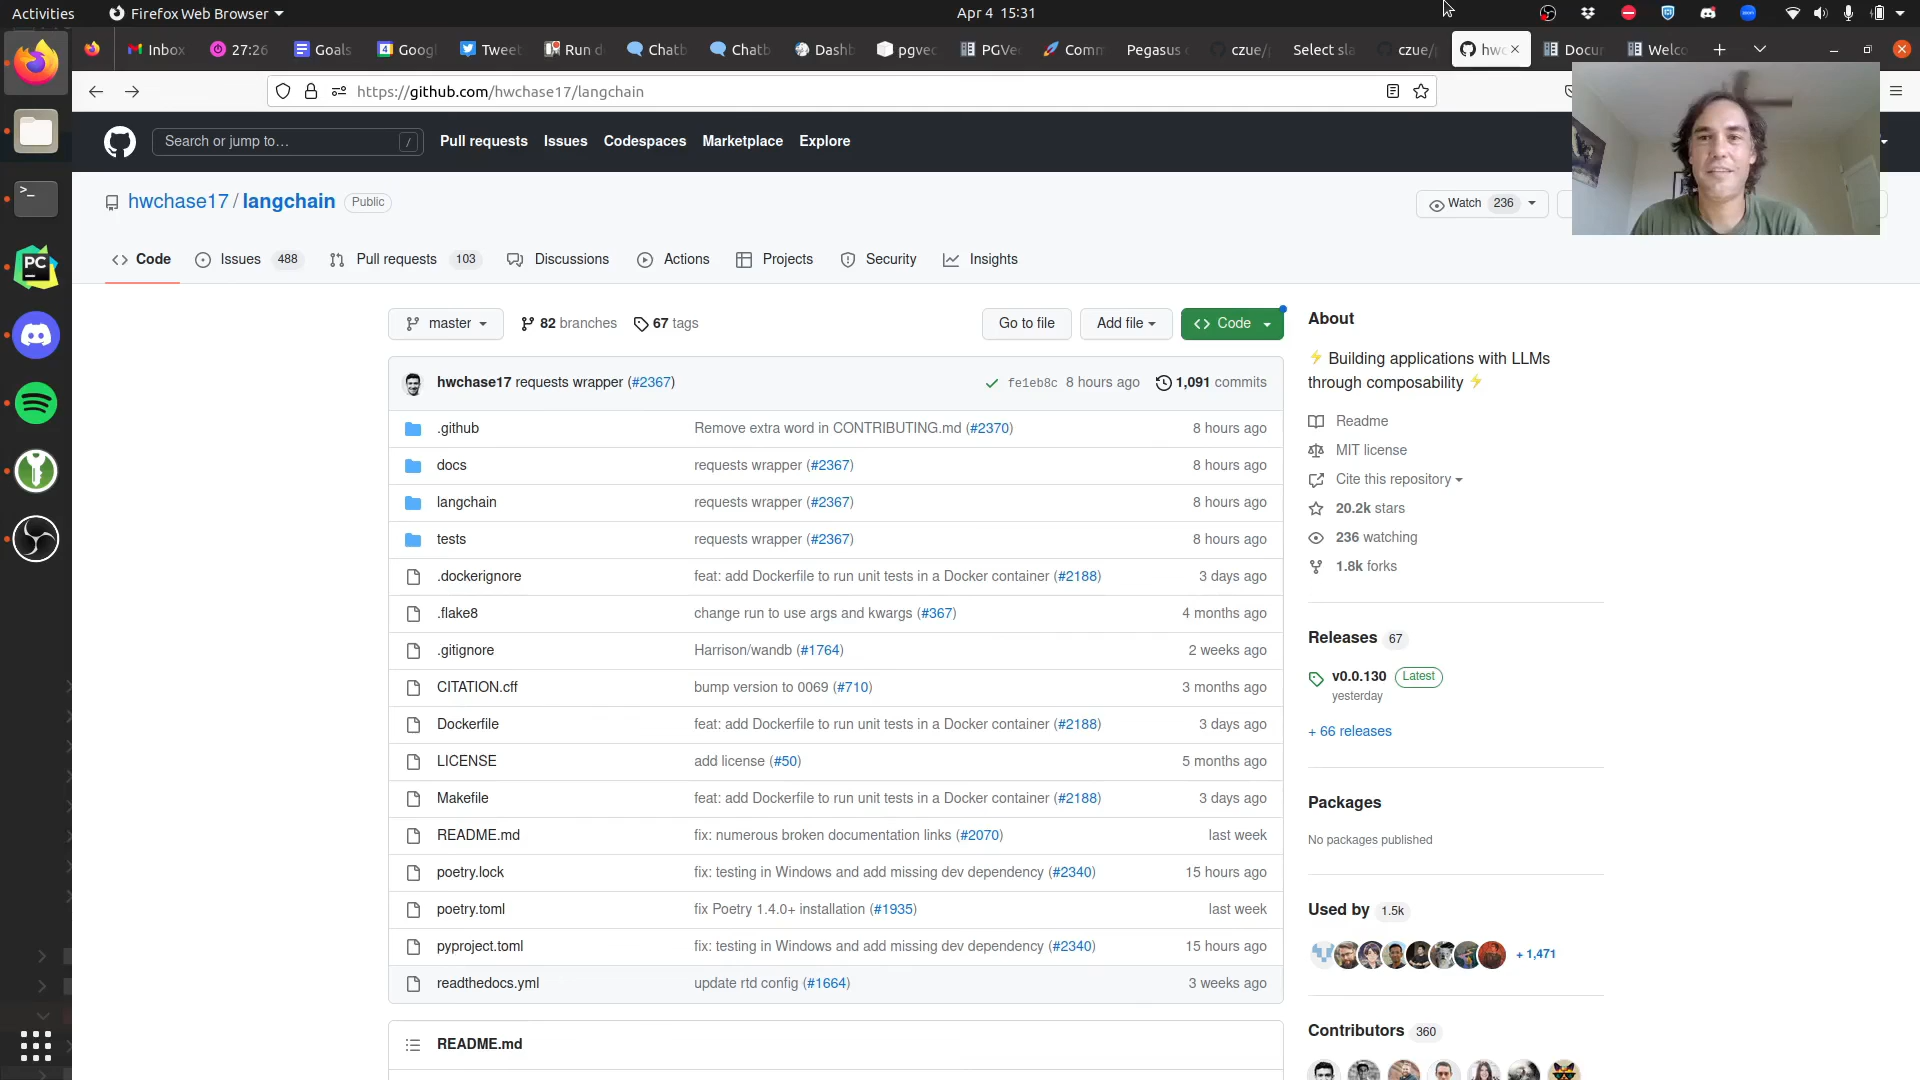 Activities
Firefox Web Browser
Apr 4 15:31
Inbox
27:26
Goals
Goog
Tweet
Run d
Chatb
Chatb
Dashb
pgvec
PGVe
Comm
Pegasus
czue/
Select sla
czue/
hwc
Docu
Welco
https://github.com/hwchase17/langchain
Search or jump to…
/
Pull requests
Issues
Codespaces
Marketplace
Explore
hwchase17 / langchain
Public
Watch 236
Code
Issues 488
Pull requests 103
Discussions
Actions
Projects
Security
Insights
master
82 branches
67 tags
Go to file
Add file
Code
hwchase17 requests wrapper (#2367)
fe1eb8c 8 hours ago
1,091 commits
.github
Remove extra word in CONTRIBUTING.md (#2370)
8 hours ago
docs
requests wrapper (#2367)
8 hours ago
langchain
requests wrapper (#2367)
8 hours ago
tests
requests wrapper (#2367)
8 hours ago
.dockerignore
feat: add Dockerfile to run unit tests in a Docker container (#2188)
3 days ago
.flake8
change run to use args and kwargs (#367)
4 months ago
.gitignore
Harrison/wandb (#1764)
2 weeks ago
CITATION.cff
bump version to 0069 (#710)
3 months ago
Dockerfile
feat: add Dockerfile to run unit tests in a Docker container (#2188)
3 days ago
LICENSE
add license (#50)
5 months ago
Makefile
feat: add Dockerfile to run unit tests in a Docker container (#2188)
3 days ago
README.md
fix: numerous broken documentation links (#2070)
last week
poetry.lock
fix: testing in Windows and add missing dev dependency (#2340)
15 hours ago
poetry.toml
fix Poetry 1.4.0+ installation (#1935)
last week
pyproject.toml
fix: testing in Windows and add missing dev dependency (#2340)
15 hours ago
readthedocs.yml
update rtd config (#1664)
3 weeks ago
README.md
About
⚡ Building applications with LLMs
through composability ⚡
Readme
MIT license
Cite this repository
20.2k stars
236 watching
1.8k forks
Releases 67
v0.0.130 Latest
yesterday
+ 66 releases
Packages
No packages published
Used by 1.5k
+ 1,471
Contributors 360